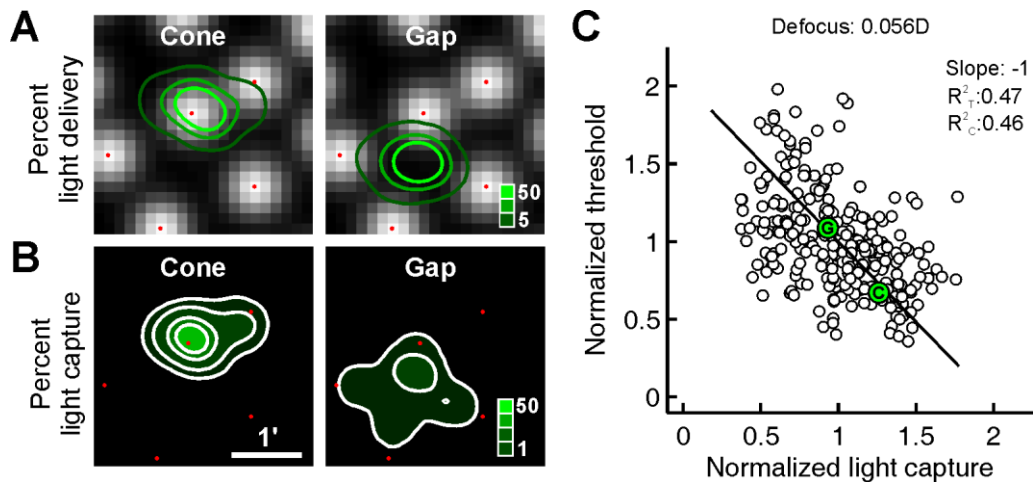 A
Cone
Gap
Percent
light delivery
50
5
B
Cone
Gap
Percent
light capture
1'
50
1
C
Defocus: 0.056D
Slope: -1
R²T:0.47
R²C:0.46
Normalized threshold
2
1.5
1
0.5
0
G
C
0
0.5
1
1.5
2
Normalized light capture